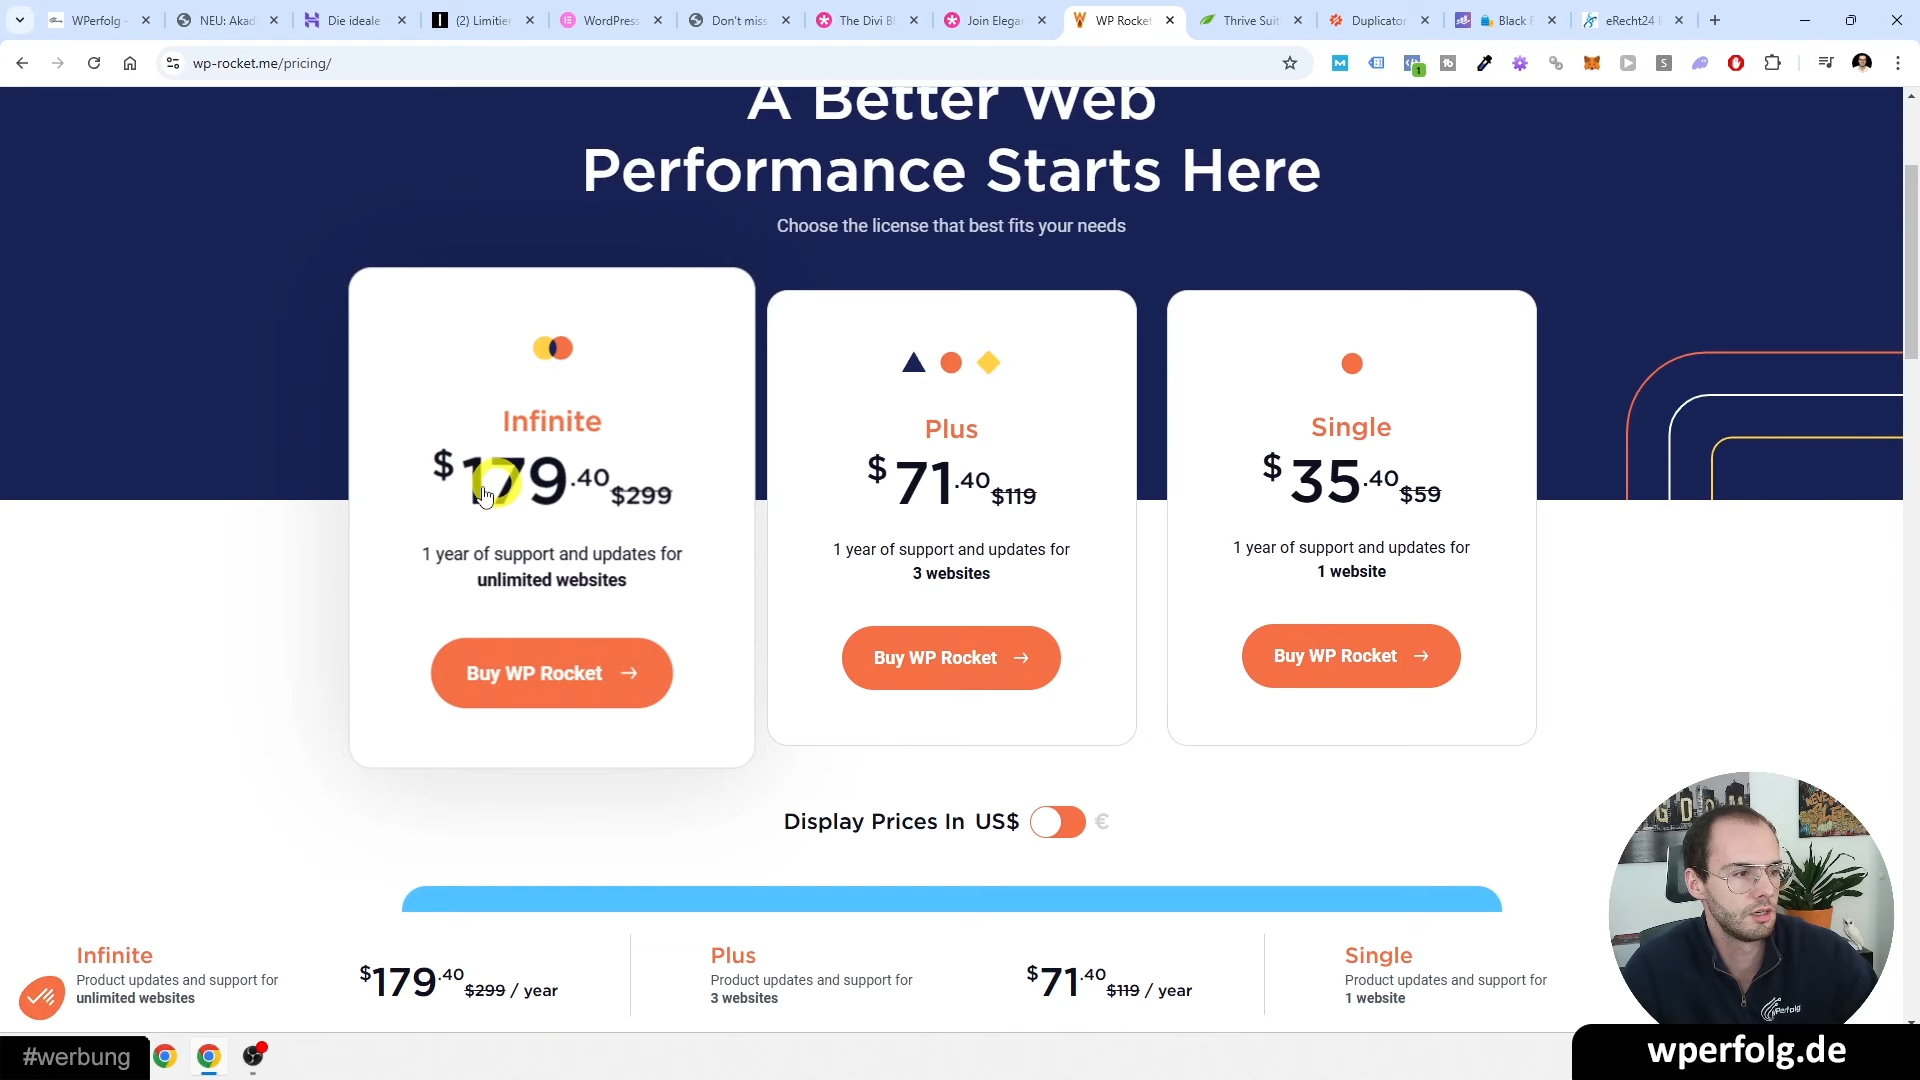 WPerfolg -
NEU: Akad
Die ideale
(2) Limitier
WordPress
Don't miss
The Divi Bl
Join Elega
WP Rocket
Thrive Suit
Duplicator
Black F
eRecht24
wp-rocket.me/pricing/
1
A Better Web
Performance Starts Here
Choose the license that best fits your needs
Infinite
$179.40 $299
1 year of support and updates for
unlimited websites
Buy WP Rocket →
Plus
$71.40 $119
1 year of support and updates for
3 websites
Buy WP Rocket →
Single
$35.40 $59
1 year of support and updates for
1 website
Buy WP Rocket →
Display Prices In US$ €
Infinite
Product updates and support for
unlimited websites
$179.40 $299 / year
Plus
Product updates and support for
3 websites
$71.40 $119 / year
Single
Product updates and support for
1 website
WPerfolg
#werbung
wperfolg.de